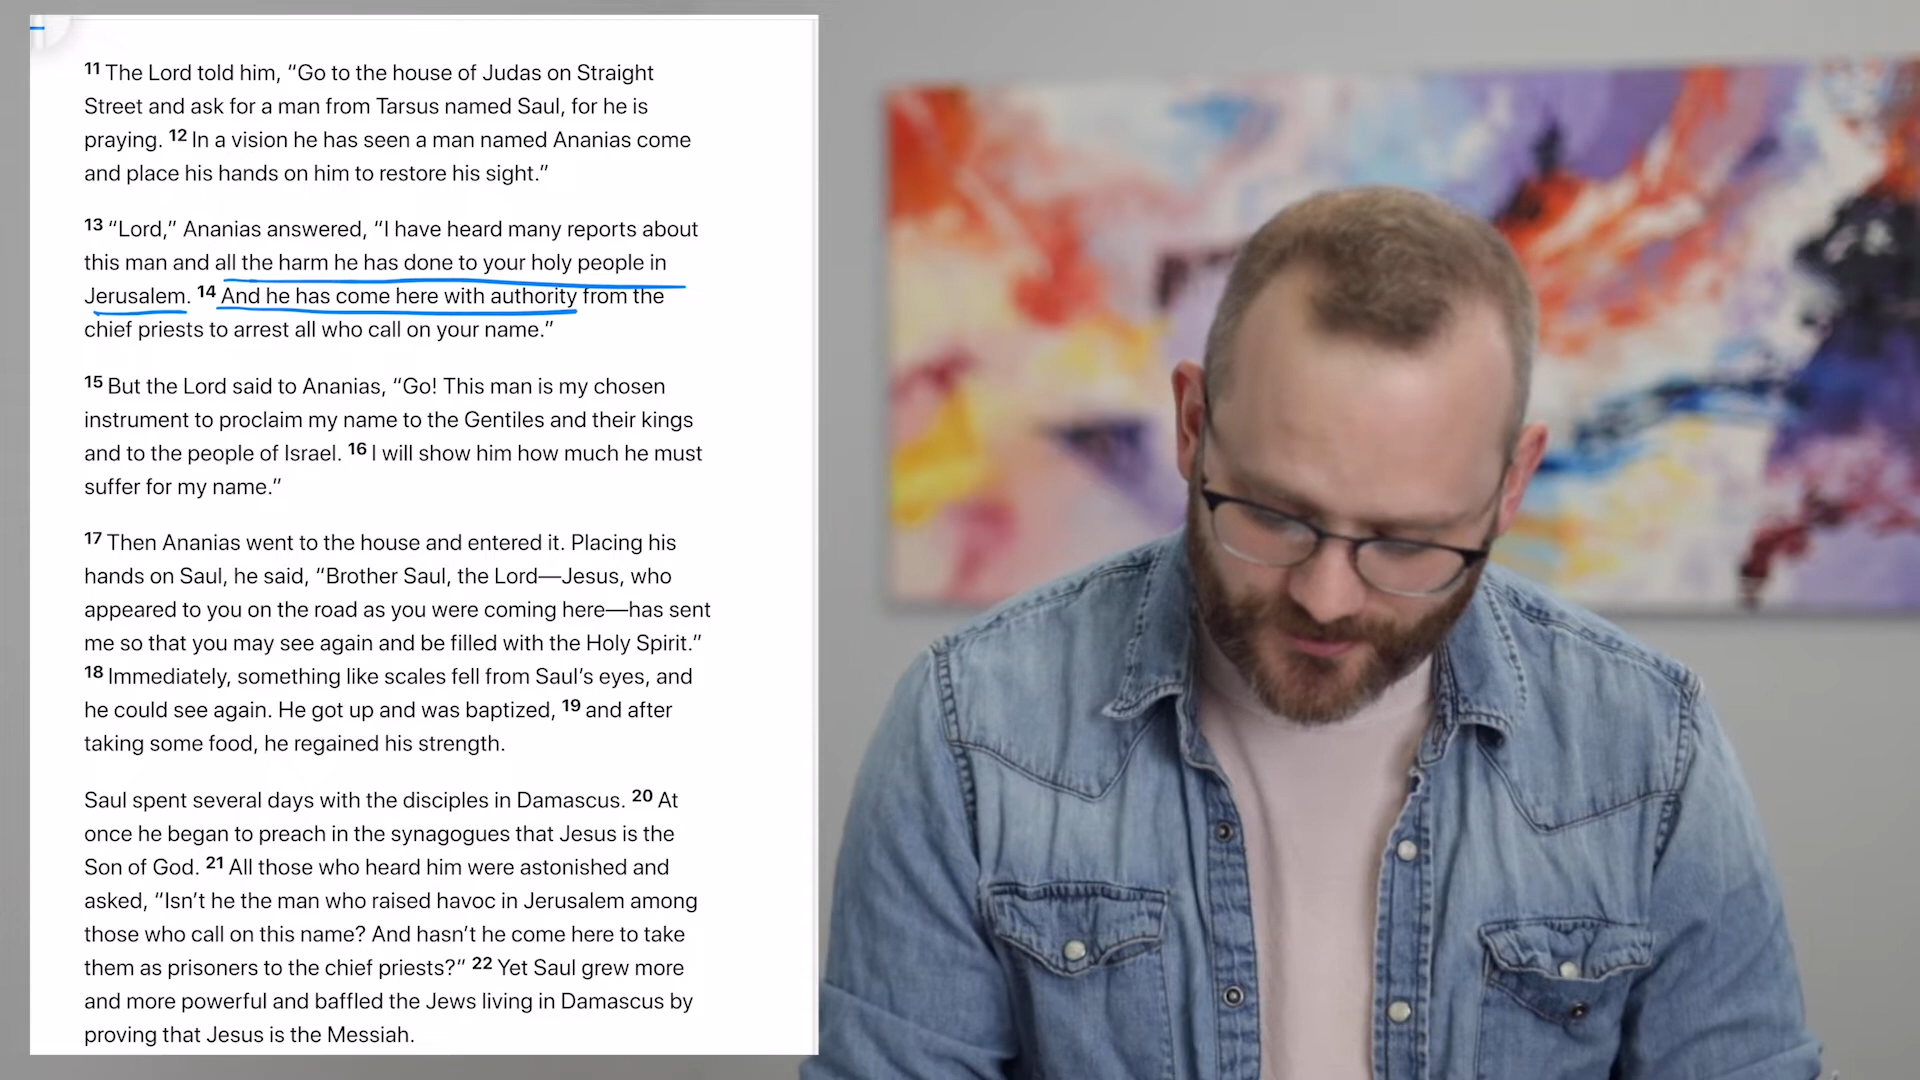 11 The Lord told him, “Go to the house of Judas on Straight
Street and ask for a man from Tarsus named Saul, for he is
praying. 12 In a vision he has seen a man named Ananias come
and place his hands on him to restore his sight.”
13 “Lord,” Ananias answered, “I have heard many reports about
this man and all the harm he has done to your holy people in
Jerusalem. 14 And he has come here with authority from the
chief priests to arrest all who call on your name.”
15 But the Lord said to Ananias, “Go! This man is my chosen
instrument to proclaim my name to the Gentiles and their kings
and to the people of Israel. 16 I will show him how much he must
suffer for my name.”
17 Then Ananias went to the house and entered it. Placing his
hands on Saul, he said, “Brother Saul, the Lord—Jesus, who
appeared to you on the road as you were coming here—has sent
me so that you may see again and be filled with the Holy Spirit.”
18 Immediately, something like scales fell from Saul’s eyes, and
he could see again. He got up and was baptized, 19 and after
taking some food, he regained his strength.
Saul spent several days with the disciples in Damascus. 20 At
once he began to preach in the synagogues that Jesus is the
Son of God. 21 All those who heard him were astonished and
asked, “Isn’t he the man who raised havoc in Jerusalem among
those who call on this name? And hasn’t he come here to take
them as prisoners to the chief priests?” 22 Yet Saul grew more
and more powerful and baffled the Jews living in Damascus by
proving that Jesus is the Messiah.